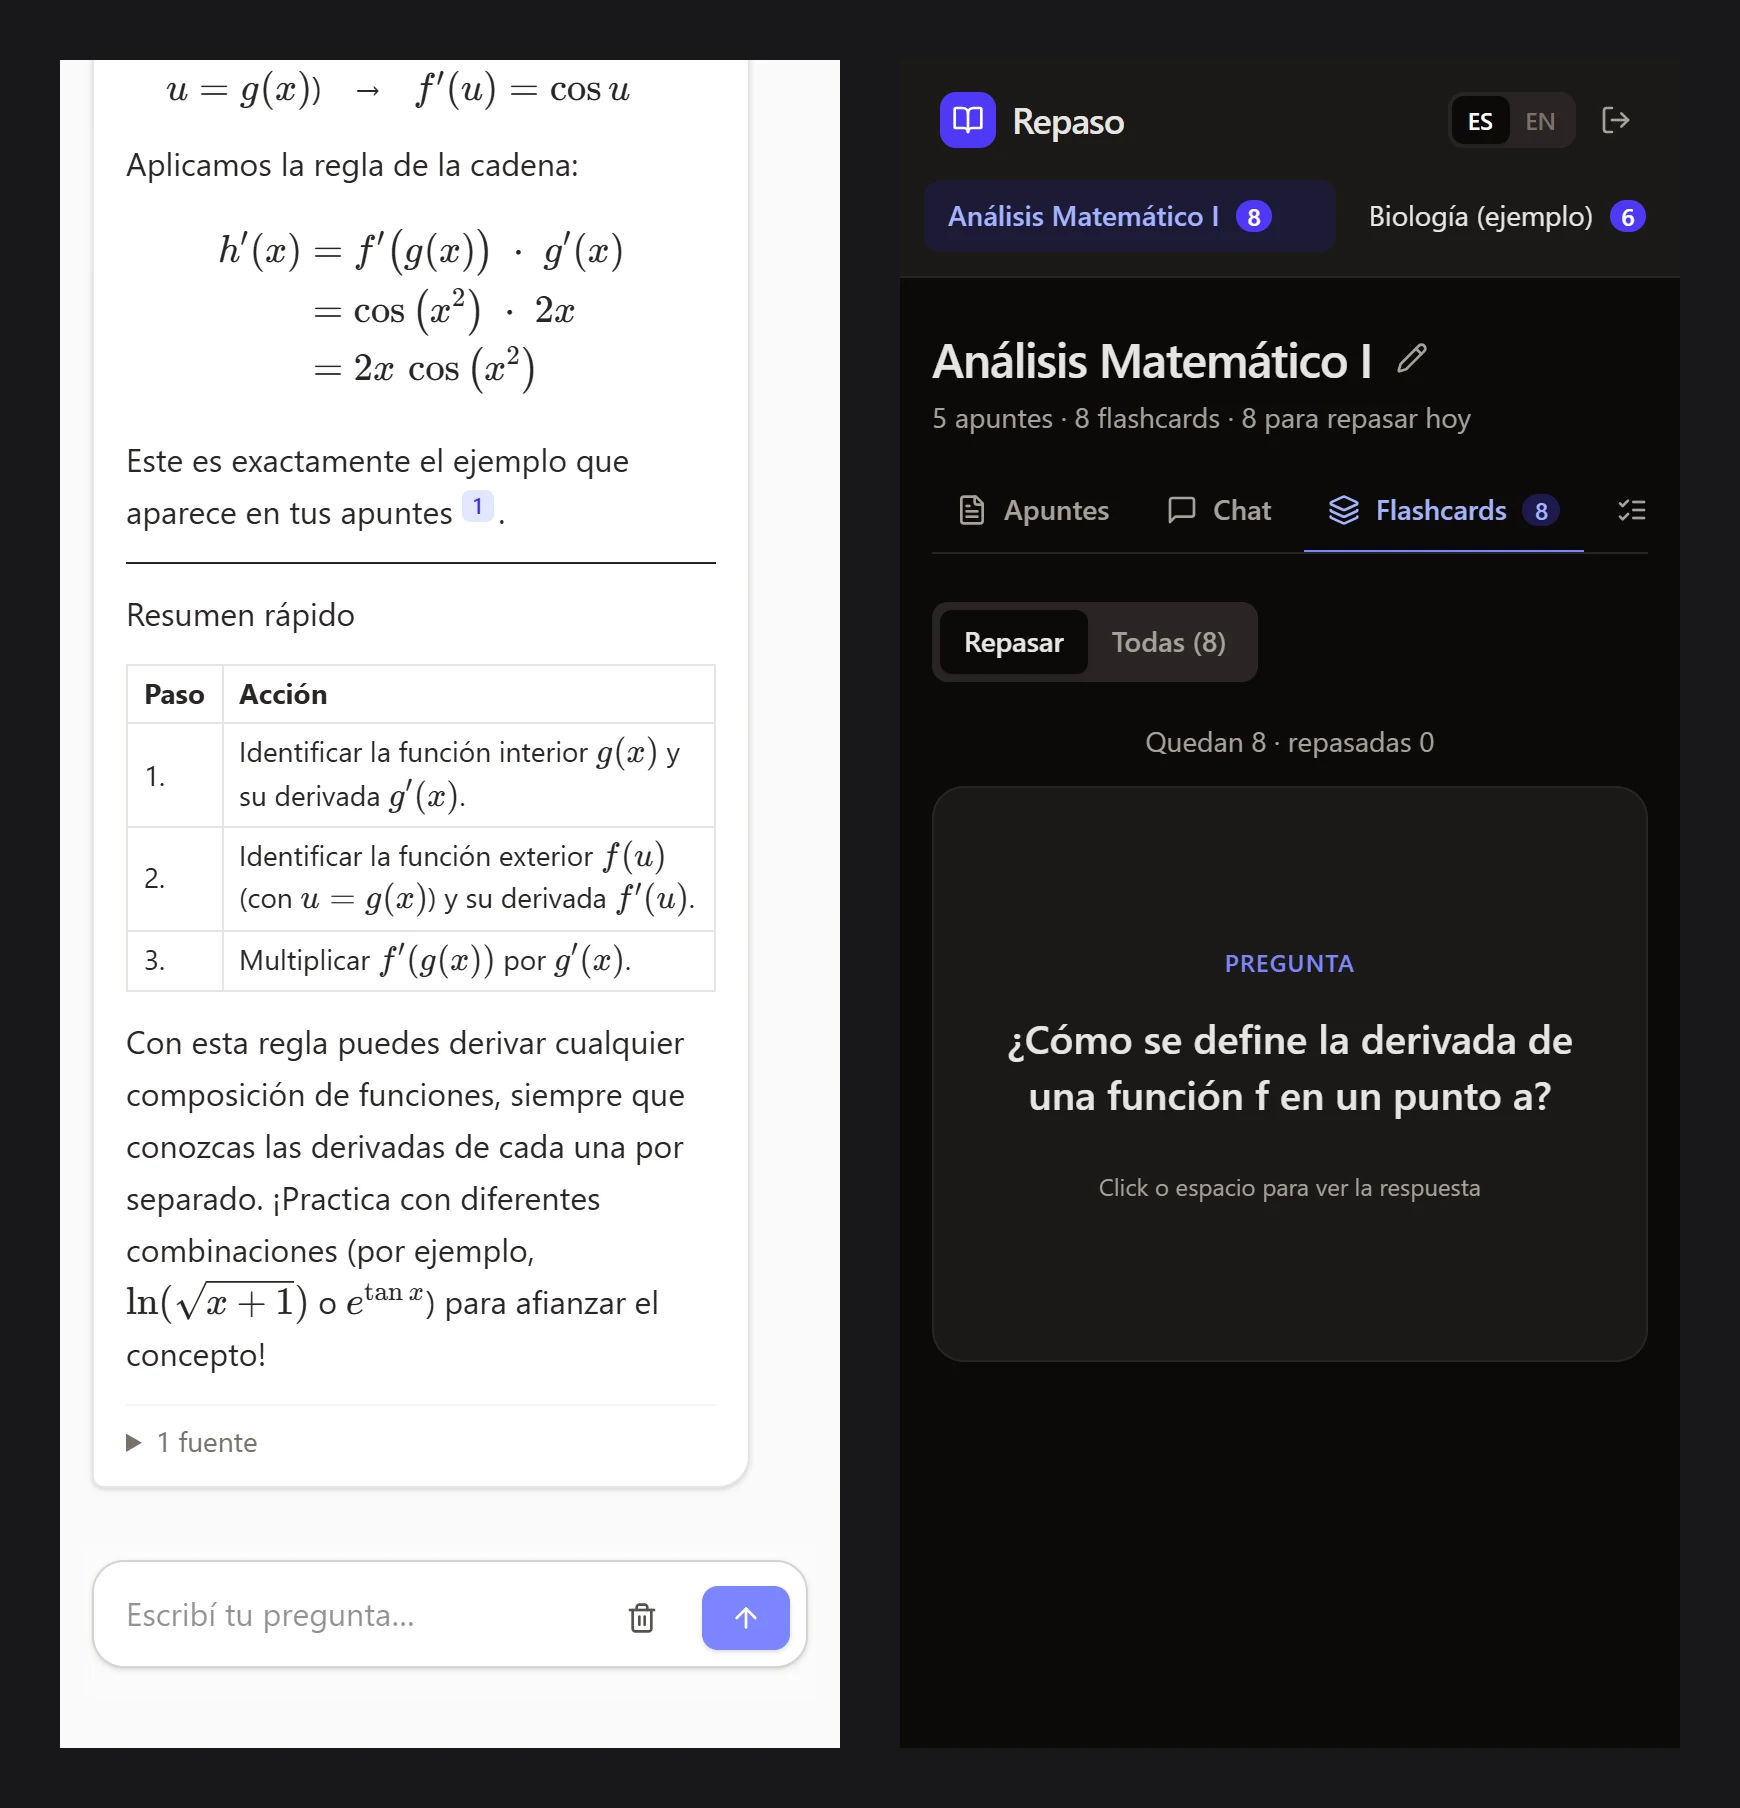 u = g(x)) → f′(u) = cos u
Aplicamos la regla de la cadena:
h′(x) = f′(g(x)) · g′(x)
= cos (x²) · 2x
= 2x cos (x²)
Este es exactamente el ejemplo que
aparece en tus apuntes 1 .
Resumen rápido
Paso Acción
1. Identificar la función interior g(x) y
su derivada g′(x).
2. Identificar la función exterior f(u)
(con u = g(x)) y su derivada f′(u).
3. Multiplicar f′(g(x)) por g′(x).
Con esta regla puedes derivar cualquier
composición de funciones, siempre que
conozcas las derivadas de cada una por
separado. ¡Practica con diferentes
combinaciones (por ejemplo,
ln(√(x + 1)) o e^(tan x)) para afianzar el
concepto!
1 fuente
Escribí tu pregunta...
Repaso
ES EN
Análisis Matemático I 8
Biología (ejemplo) 6
Análisis Matemático I
5 apuntes · 8 flashcards · 8 para repasar hoy
Apuntes Chat Flashcards 8
Repasar Todas (8)
Quedan 8 · repasadas 0
PREGUNTA
¿Cómo se define la derivada de
una función f en un punto a?
Click o espacio para ver la respuesta